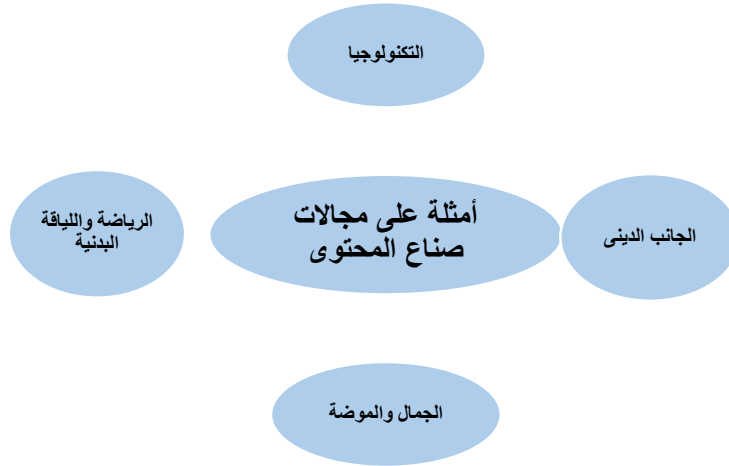 التكنولوجيا
أمثلة على مجالات
صناع المحتوى
الجانب الدينى
الرياضة واللياقة
البدنية
الجمال والموضة